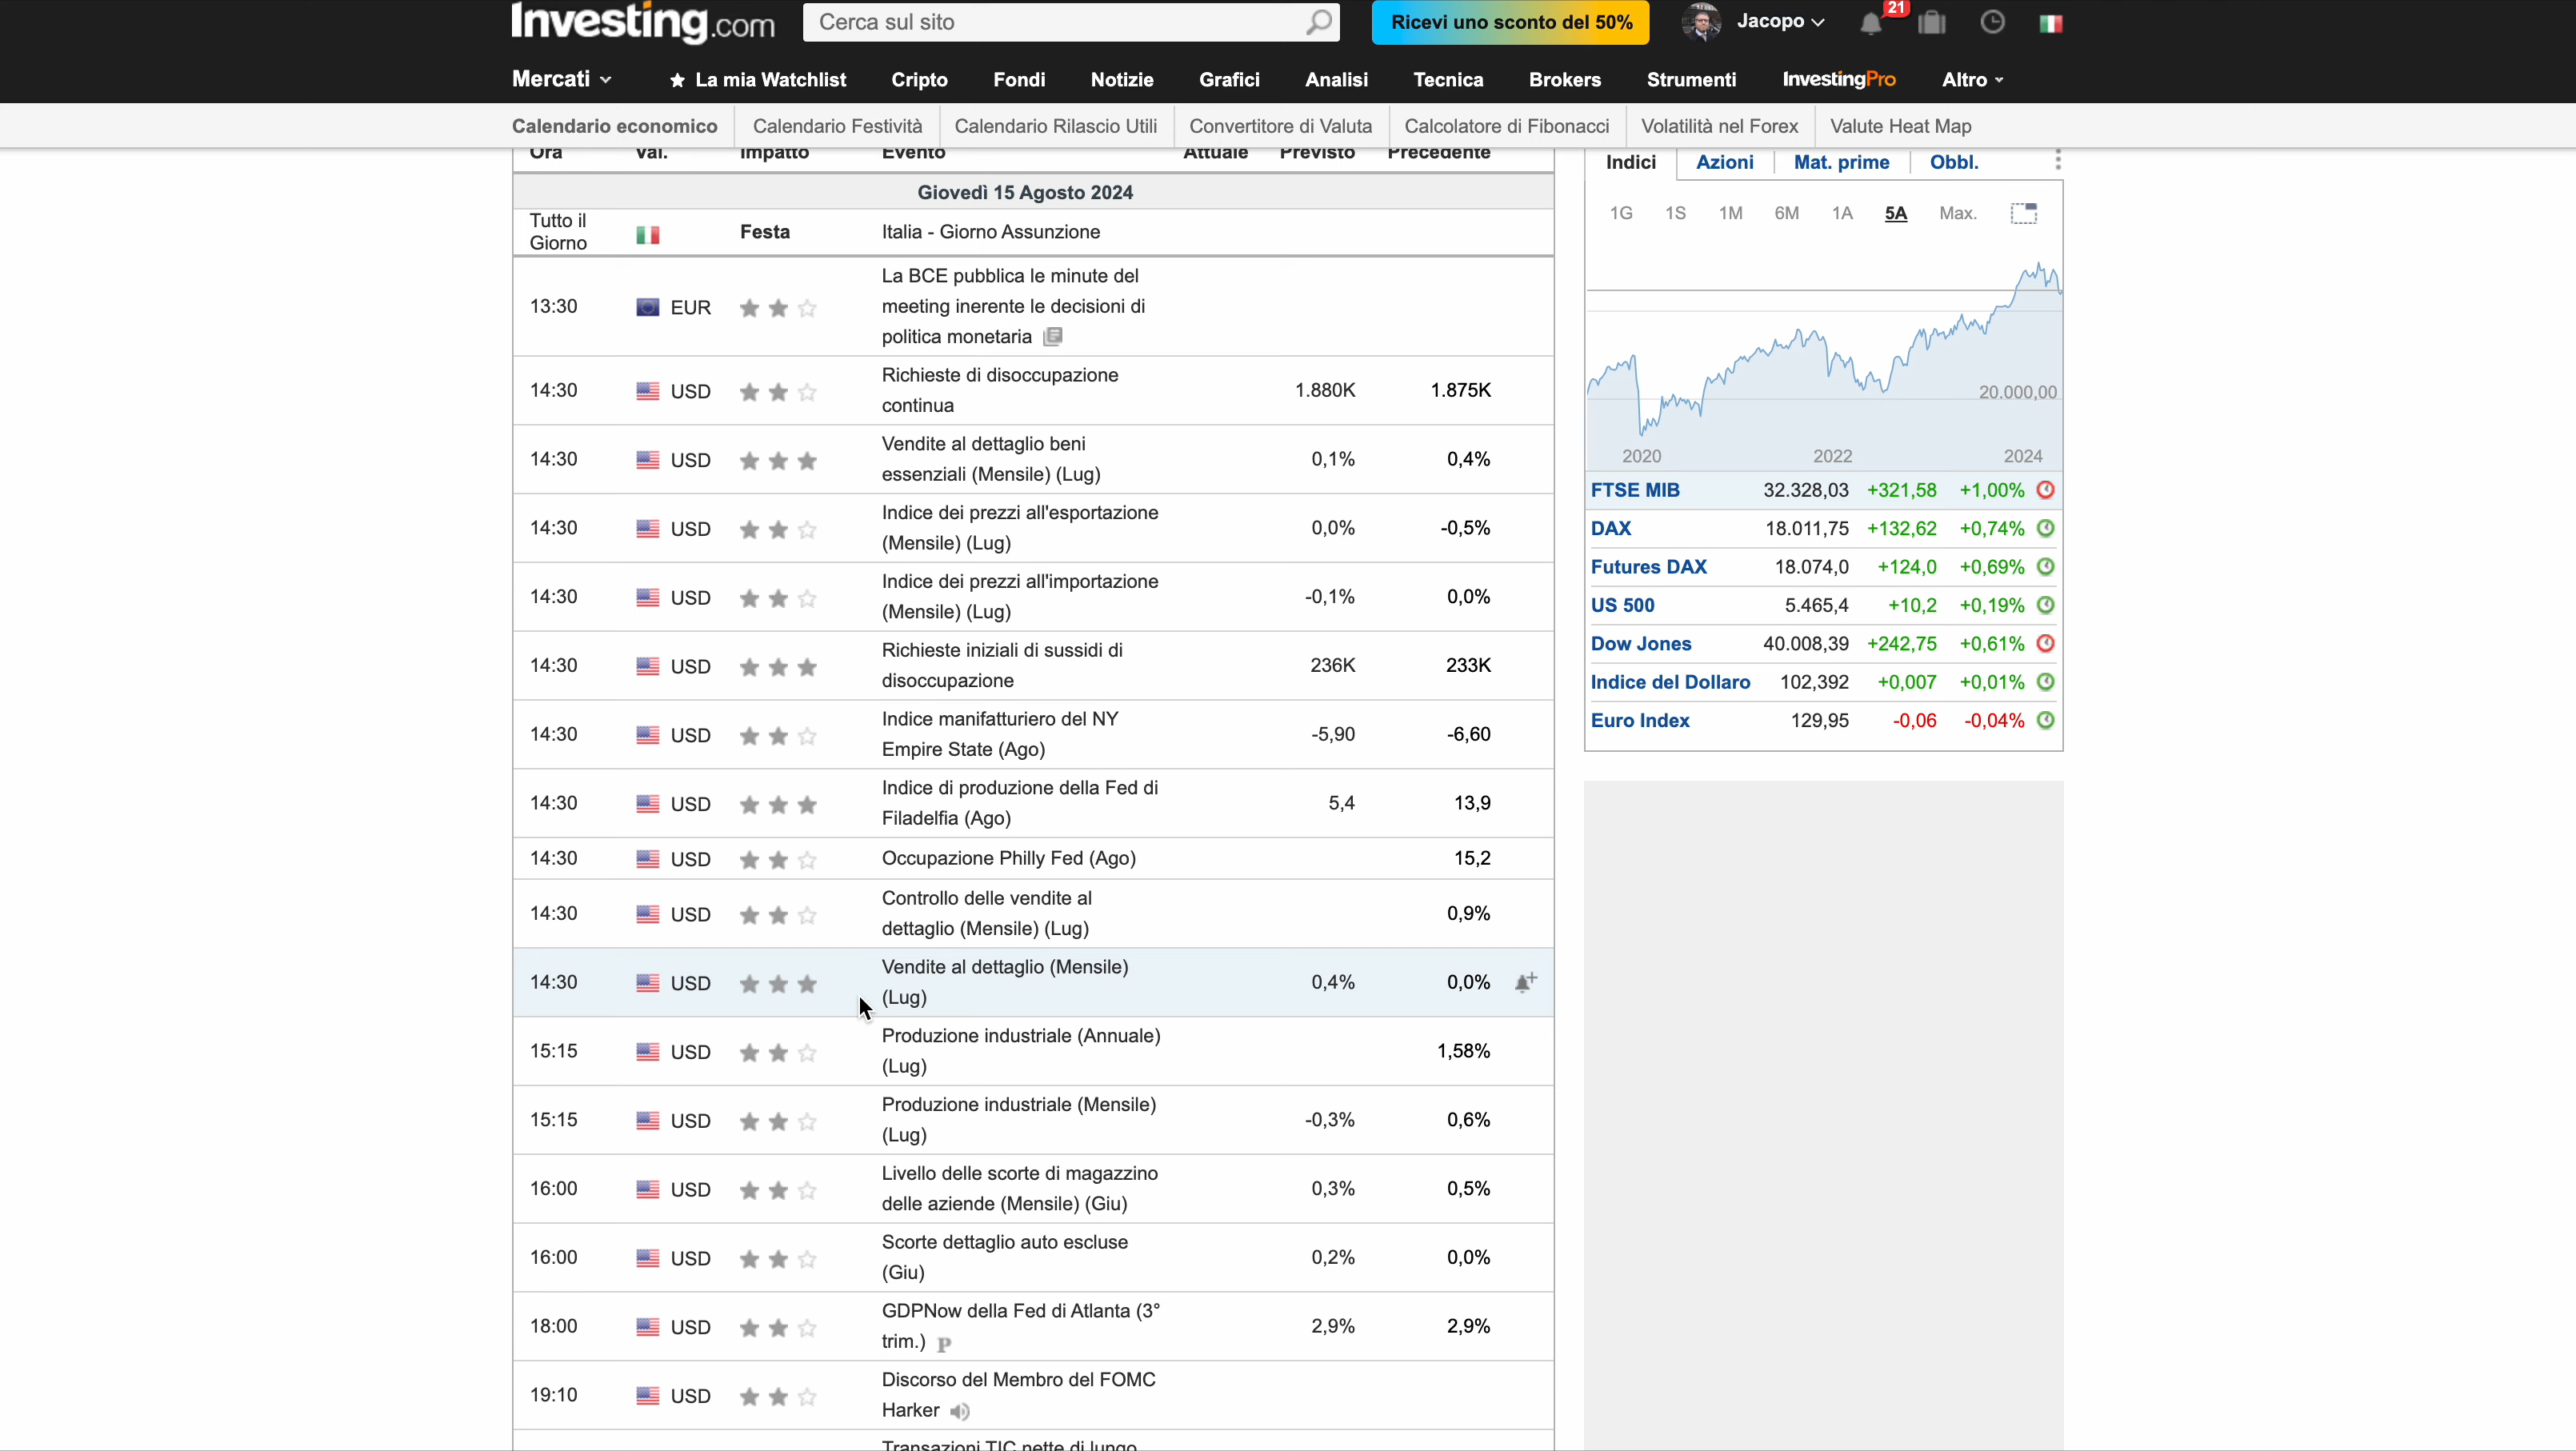 Investing.com
Cerca sul sito
Ricevi uno sconto del 50%
Jacopo
21
Mercati
La mia Watchlist
Cripto
Fondi
Notizie
Grafici
Analisi
Tecnica
Brokers
Strumenti
InvestingPro
Altro
Calendario economico
Calendario Festività
Calendario Rilascio Utili
Convertitore di Valuta
Calcolatore di Fibonacci
Volatilità nel Forex
Valute Heat Map
Ora Val. Impatto Evento Attuale Previsto Precedente
Giovedì 15 Agosto 2024
Tutto il
Giorno
Festa
Italia - Giorno Assunzione
13:30 EUR
La BCE pubblica le minute del
meeting inerente le decisioni di
politica monetaria
14:30 USD
Richieste di disoccupazione
continua
1.880K 1.875K
14:30 USD
Vendite al dettaglio beni
essenziali (Mensile) (Lug)
0,1% 0,4%
14:30 USD
Indice dei prezzi all'esportazione
(Mensile) (Lug)
0,0% -0,5%
14:30 USD
Indice dei prezzi all'importazione
(Mensile) (Lug)
-0,1% 0,0%
14:30 USD
Richieste iniziali di sussidi di
disoccupazione
236K 233K
14:30 USD
Indice manifatturiero del NY
Empire State (Ago)
-5,90 -6,60
14:30 USD
Indice di produzione della Fed di
Filadelfia (Ago)
5,4 13,9
14:30 USD Occupazione Philly Fed (Ago) 15,2
14:30 USD
Controllo delle vendite al
dettaglio (Mensile) (Lug)
0,9%
14:30 USD
Vendite al dettaglio (Mensile)
(Lug)
0,4% 0,0%
15:15 USD
Produzione industriale (Annuale)
(Lug)
1,58%
15:15 USD
Produzione industriale (Mensile)
(Lug)
-0,3% 0,6%
16:00 USD
Livello delle scorte di magazzino
delle aziende (Mensile) (Giu)
0,3% 0,5%
16:00 USD
Scorte dettaglio auto escluse
(Giu)
0,2% 0,0%
18:00 USD
GDPNow della Fed di Atlanta (3°
trim.) P
2,9% 2,9%
19:10 USD
Discorso del Membro del FOMC
Harker
Transazioni TIC nette di lungo
Indici Azioni Mat. prime Obbl.
1G 1S 1M 6M 1A 5A Max.
20.000,00
2020 2022 2024
FTSE MIB 32.328,03 +321,58 +1,00%
DAX 18.011,75 +132,62 +0,74%
Futures DAX 18.074,0 +124,0 +0,69%
US 500 5.465,4 +10,2 +0,19%
Dow Jones 40.008,39 +242,75 +0,61%
Indice del Dollaro 102,392 +0,007 +0,01%
Euro Index 129,95 -0,06 -0,04%